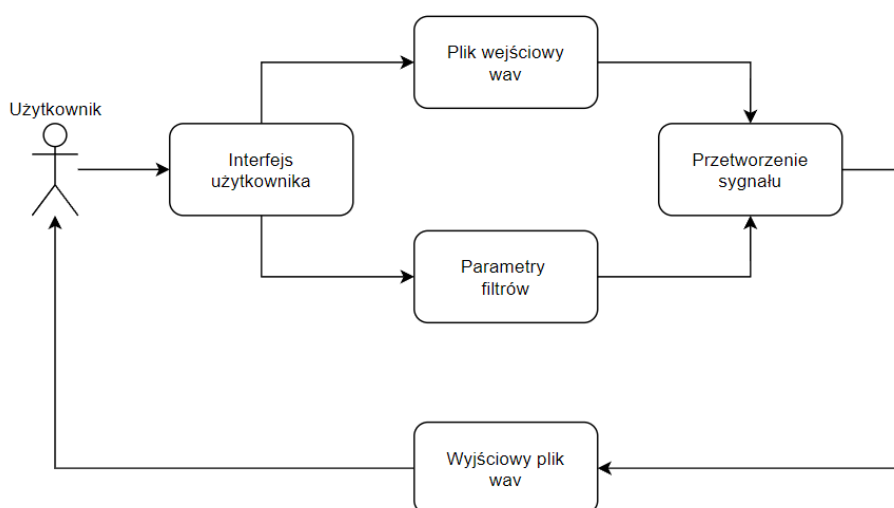 Plik wejściowy
wav
Użytkownik
Interfejs
użytkownika
Przetworzenie
sygnału
Parametry
filtrów
Wyjściowy plik
wav